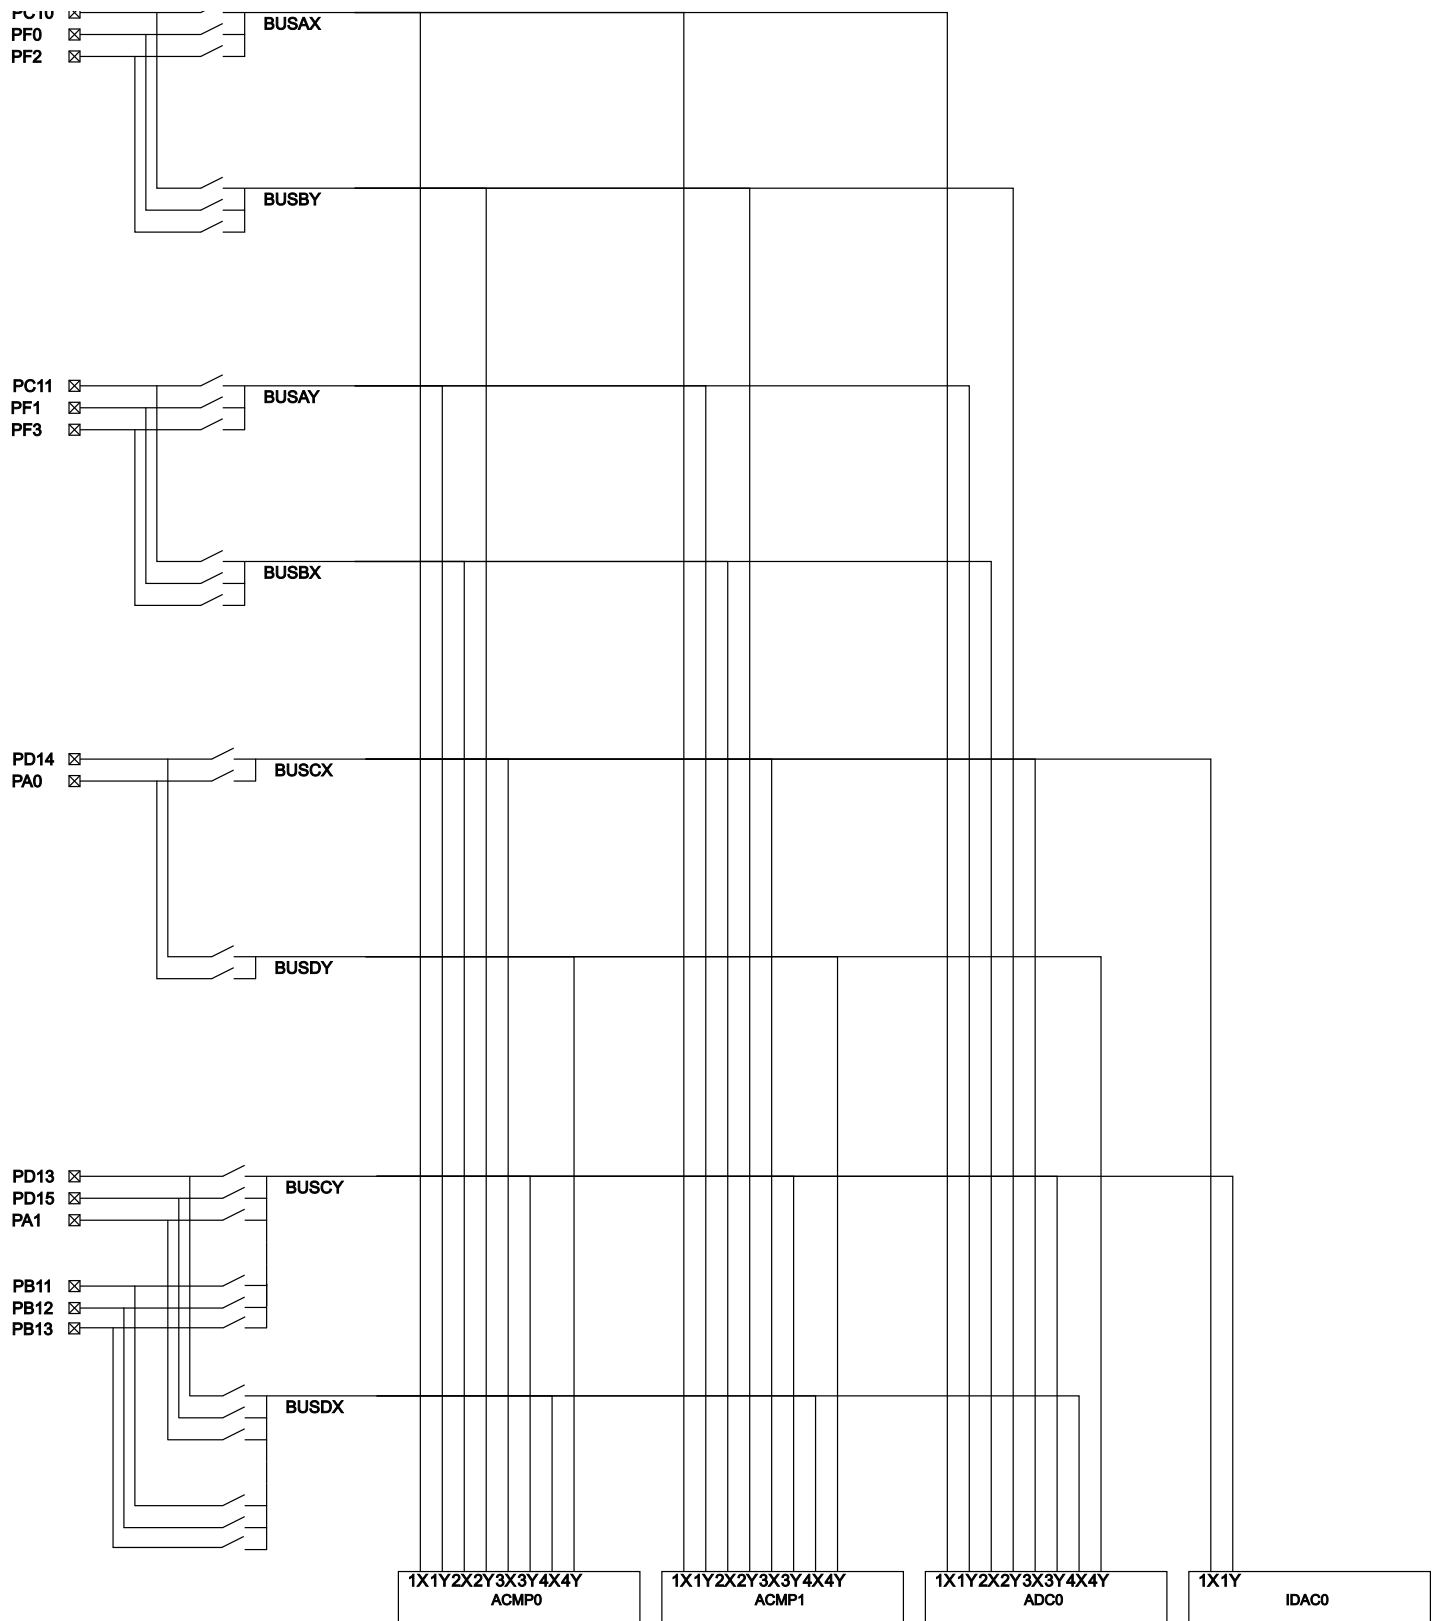 PC10
BUSAX
PF0
PF2
BUSBY
PC11
BUSAY
PF1
PF3
BUSBX
PD14
BUSCX
PA0
BUSDY
PD13
BUSCY
PD15
PA1
PB11
PB12
PB13
BUSDX
1X1Y2X2Y3X3Y4X4Y
ACMP0
1X1Y2X2Y3X3Y4X4Y
ACMP1
1X1Y2X2Y3X3Y4X4Y
ADC0
1X1Y
IDAC0